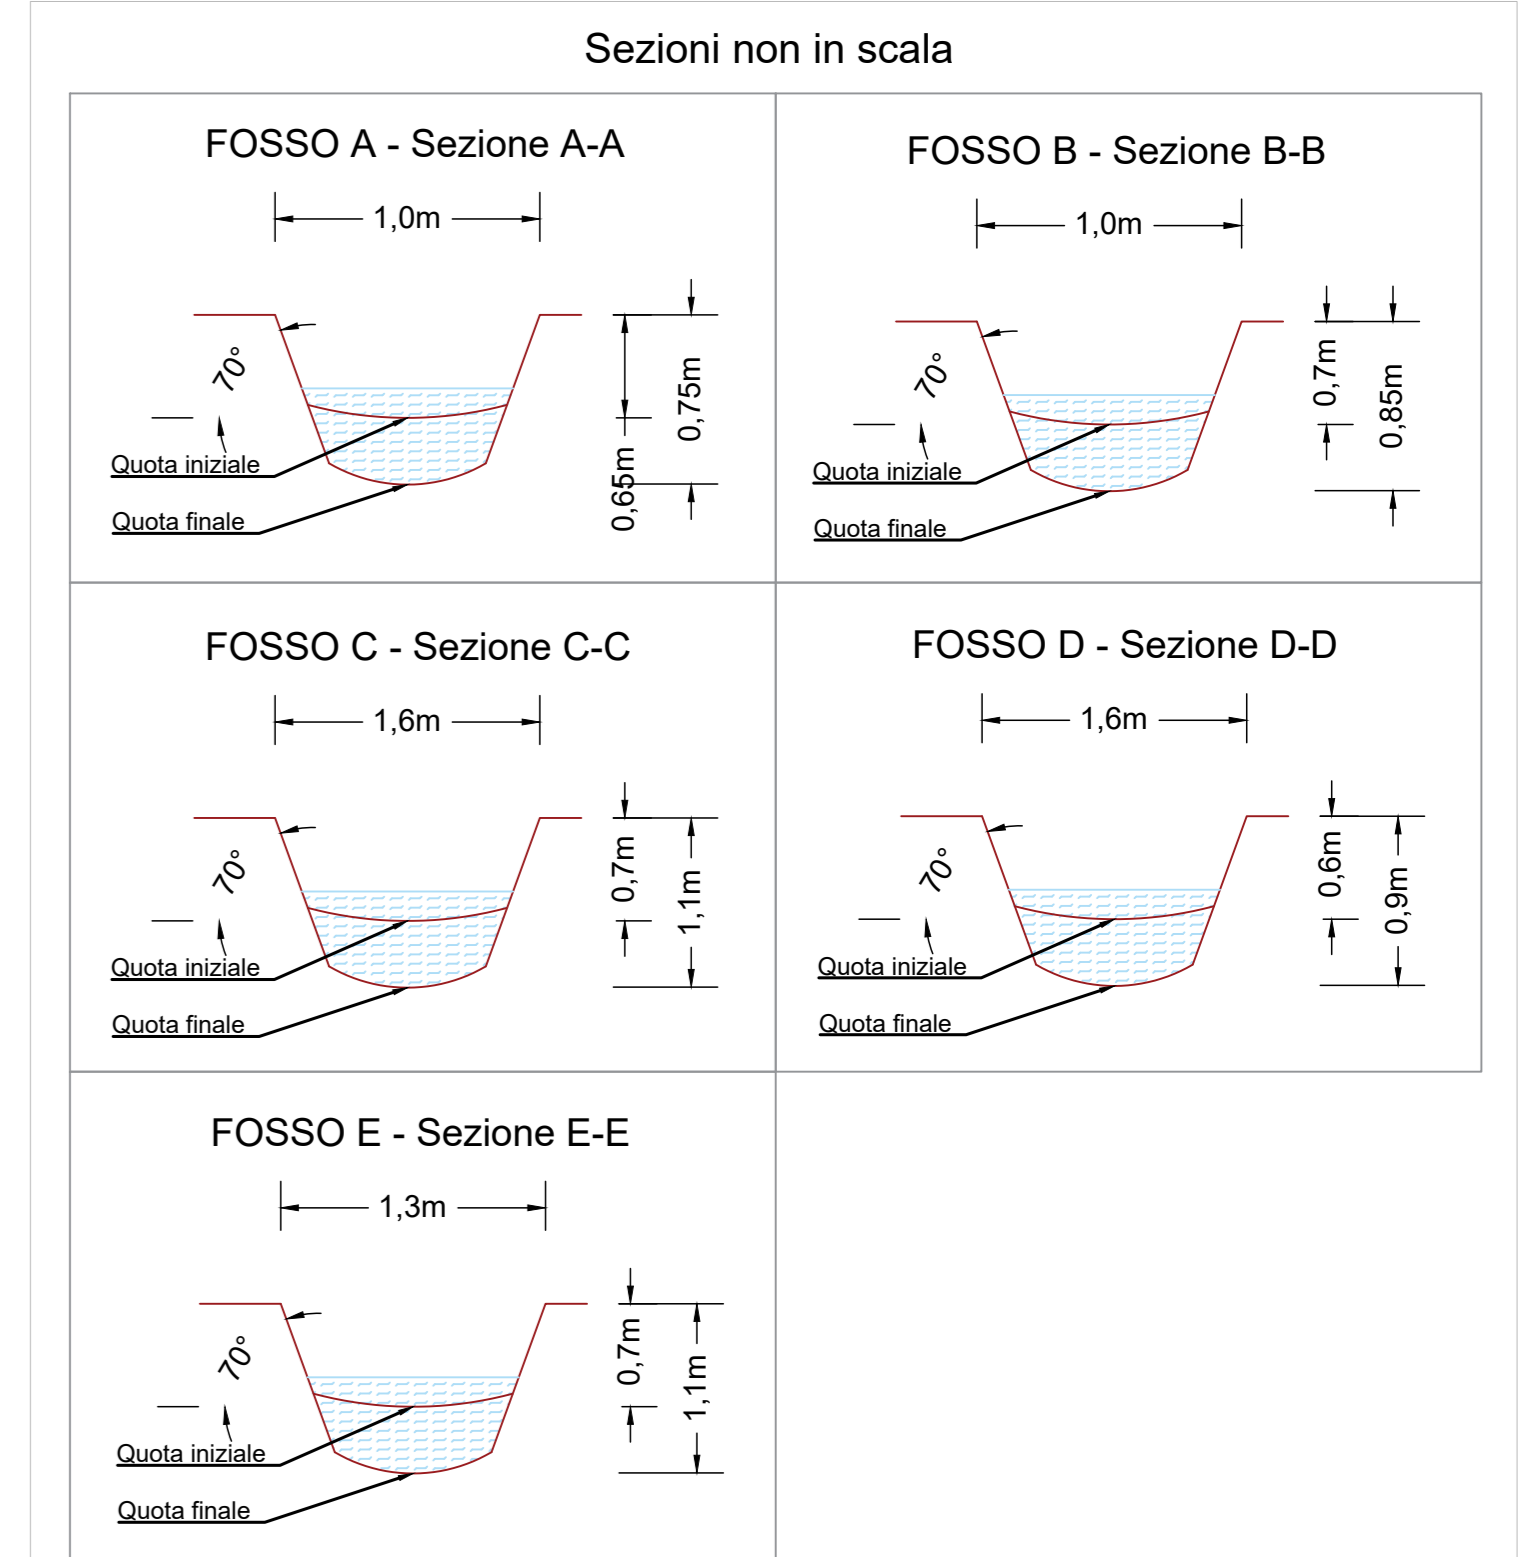 Sezioni non in scala
FOSSO A - Sezione A-A
1,0m
70°
0,65m
0,75m
Quota iniziale
Quota finale
FOSSO B - Sezione B-B
1,0m
70°
0,7m
0,85m
Quota iniziale
Quota finale
FOSSO C - Sezione C-C
1,6m
70°
0,7m
1,1m
Quota iniziale
Quota finale
FOSSO D - Sezione D-D
1,6m
70°
0,6m
0,9m
Quota iniziale
Quota finale
FOSSO E - Sezione E-E
1,3m
70°
0,7m
1,1m
Quota iniziale
Quota finale